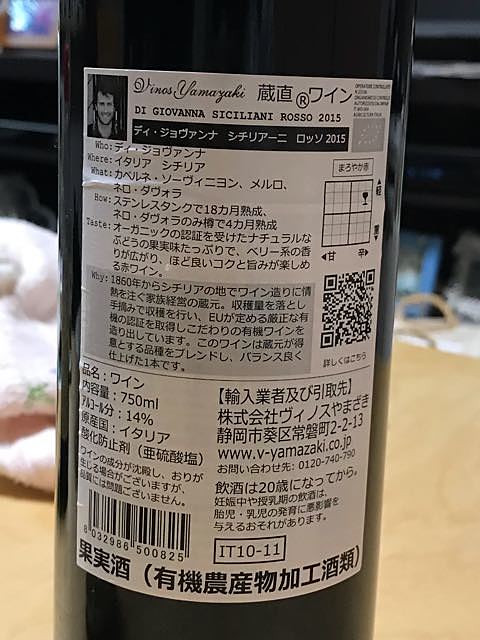 Vinos Yamazaki 蔵直®ワイン
DI GIOVANNA SICILIANI ROSSO 2015
ディ・ジョヴァンナ シチリアーニ ロッソ 2015
Who:ディ・ジョヴァンナ
Where:イタリア シチリア
What:カベルネ・ソーヴィニヨン、メルロ、
ネロ・ダヴォラ
How:ステンレスタンクで18カ月熟成、
ネロ・ダヴォラのみ樽で4カ月熟成
Taste:オーガニックの認証を受けたナチュラルな
ぶどうの果実味たっぷりで、ベリー系の香
りが広がり、ほど良いコクと旨みが楽しめ
る赤ワイン。
まろやか赤
▲軽
重▼
◀甘 辛▶
Why:1860年からシチリアの地でワイン造りに情
熱を注ぐ家族経営の蔵元。収穫量を落とし
手摘みで収穫を行い、EUが定める厳正な有
機の認証を取得しこだわりの有機ワインを
造り出しています。このワインは蔵元が得
意とする品種をブレンドし、バランス良く
仕上げた1本です。
詳しくはこちら
品名：ワイン
内容量：750ml
アルコール分：14%
原産国：イタリア
酸化防止剤（亜硫酸塩）
ワインの成分が沈殿し、おりが
生じる場合がございますが、
品質には問題ございません。
【輸入業者及び引取先】
株式会社ヴィノスやまざき
静岡市葵区常磐町2-2-13
www.v-yamazaki.co.jp
お問い合わせ先：0120-740-790
飲酒は20歳になってから。
妊娠中や授乳期の飲酒は、
胎児・乳児の発育に悪影響を
与えるおそれがあります。
8 032986 500825
IT10-11
果実酒（有機農産物加工酒類）